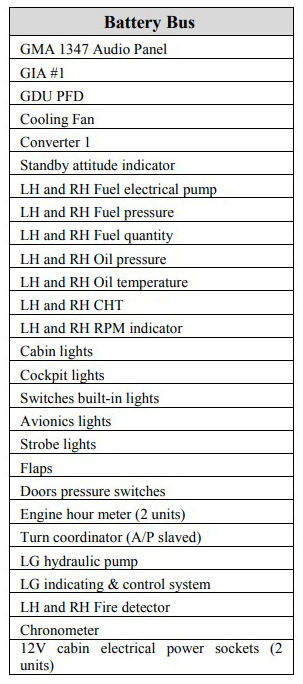 Battery Bus
GMA 1347 Audio Panel
GIA #1
GDU PFD
Cooling Fan
Converter 1
Standby attitude indicator
LH and RH Fuel electrical pump
LH and RH Fuel pressure
LH and RH Fuel quantity
LH and RH Oil pressure
LH and RH Oil temperature
LH and RH CHT
LH and RH RPM indicator
Cabin lights
Cockpit lights
Switches built-in lights
Avionics lights
Strobe lights
Flaps
Doors pressure switches
Engine hour meter (2 units)
Turn coordinator (A/P slaved)
LG hydraulic pump
LG indicating & control system
LH and RH Fire detector
Chronometer
12V cabin electrical power sockets (2
units)